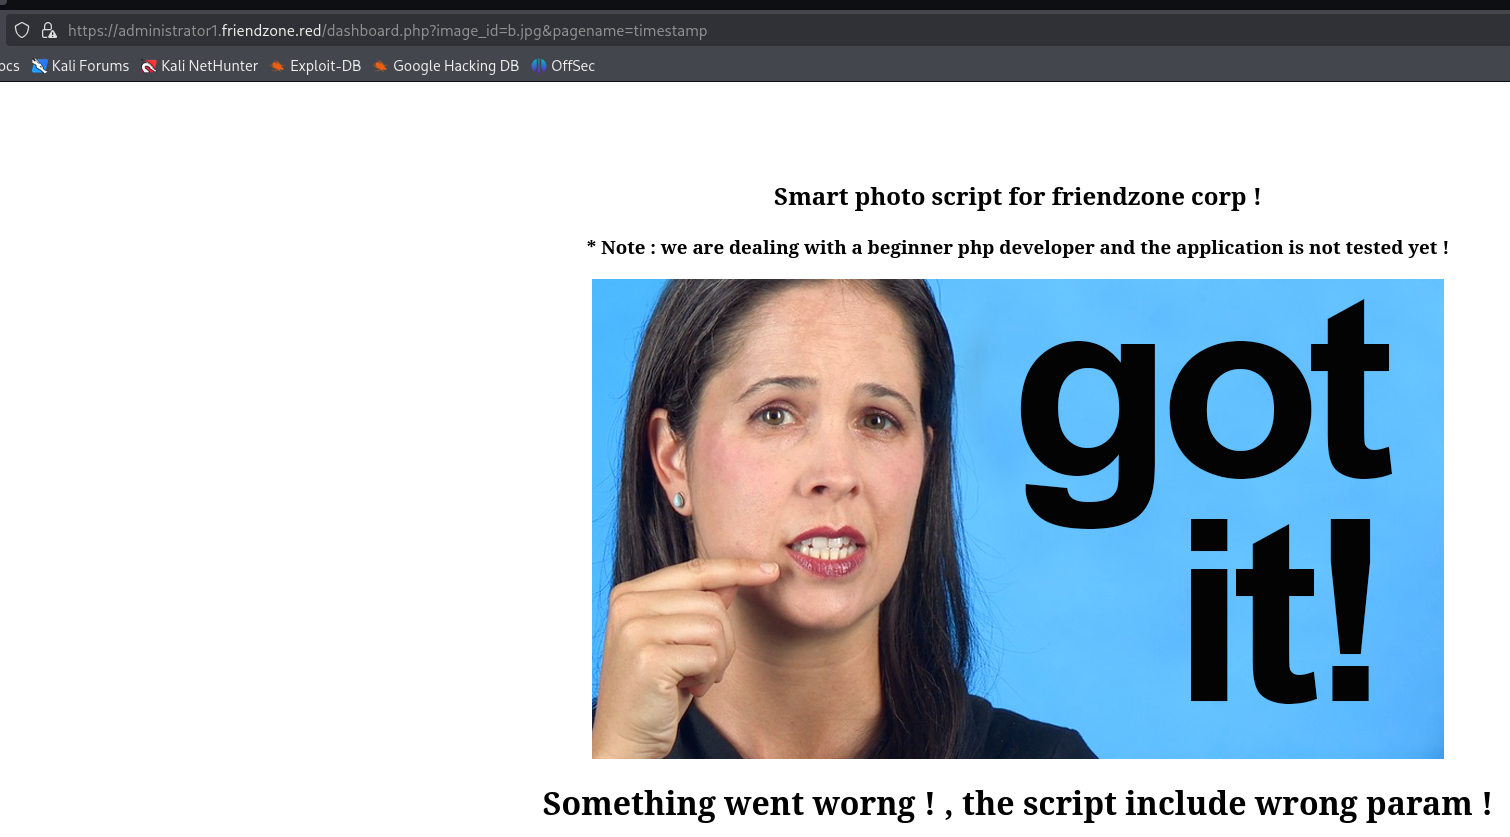 https://administrator1.friendzone.red/dashboard.php?image_id=b.jpg&pagename=timestamp
ocs Kali Forums Kali NetHunter Exploit-DB Google Hacking DB OffSec
Smart photo script for friendzone corp !
* Note : we are dealing with a beginner php developer and the application is not tested yet !
got
it!
Something went worng ! , the script include wrong param !